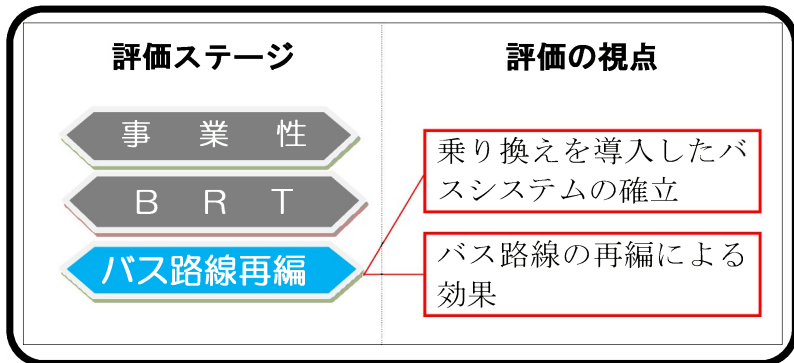 評価ステージ
評価の視点
事業性
BRT
バス路線再編
乗り換えを導入したバ
スシステムの確立
バス路線の再編による
効果